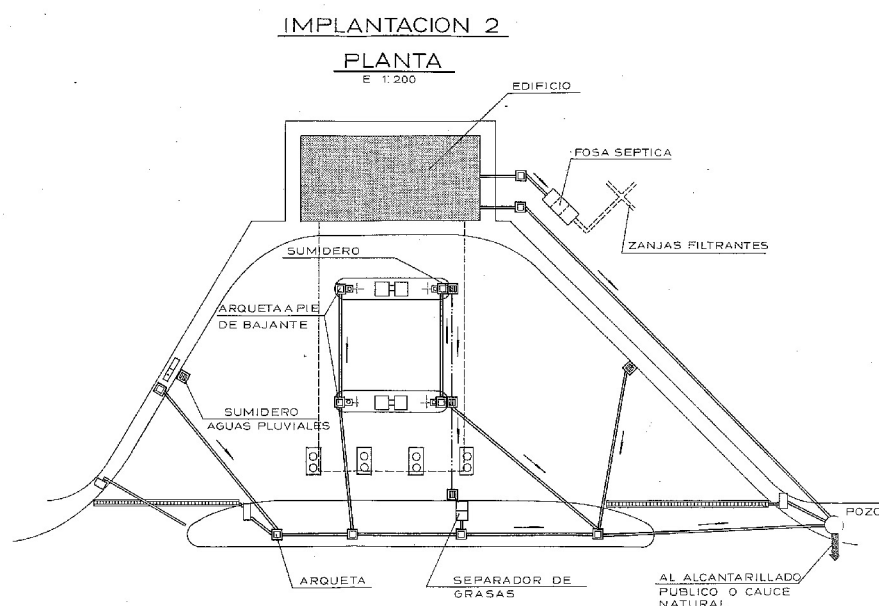 IMPLANTACION 2
PLANTA
E 1:200
EDIFICIO
FOSA SEPTICA
ZANJAS FILTRANTES
SUMIDERO
ARQUETA A PIE
DE BAJANTE
SUMIDERO
AGUAS PLUVIALES
POZO
ARQUETA
SEPARADOR DE
GRASAS
AL ALCANTARILLADO
PUBLICO O CAUCE
NATURAL